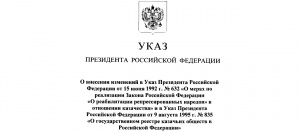 УКАЗ
ПРЕЗИДЕНТА РОССИЙСКОЙ ФЕДЕРАЦИИ
О внесении изменений в Указ Президента Российской
Федерации от 15 июня 1992 г. № 632 «О мерах по
реализации Закона Российской Федерации
«О реабилитации репрессированных народов» в
отношении казачества» и в Указ Президента
Российской Федерации от 9 августа 1995 г. № 835
«О государственном реестре казачьих обществ в
Российской Федерации»